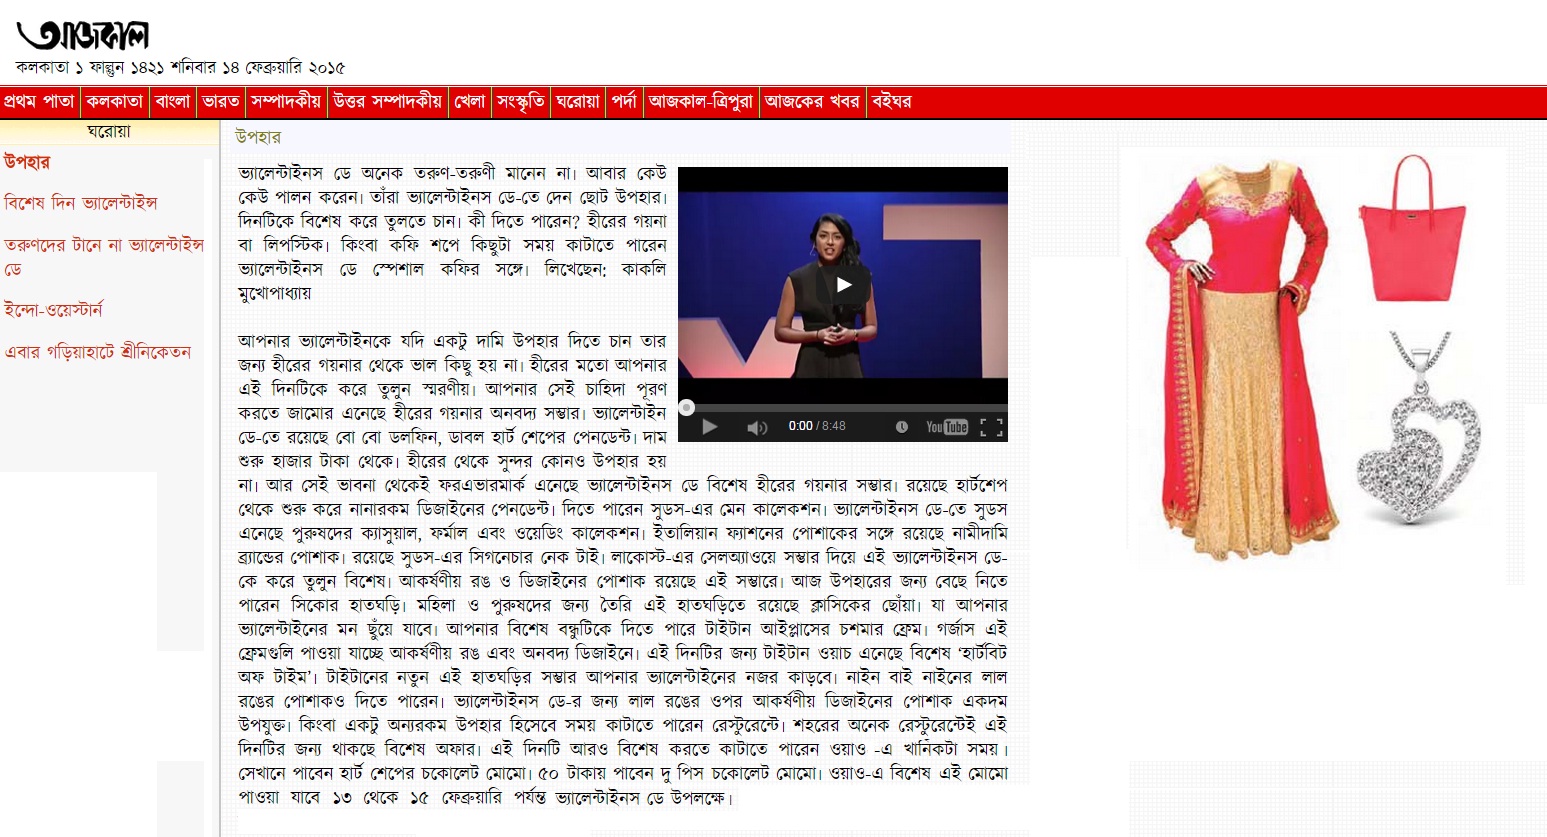 আজকাল
কলকাতা ১ ফাল্গুন ১৪২১ শনিবার ১৪ ফেব্রুয়ারি ২০১৫
প্রথম পাতা কলকাতা বাংলা ভারত সম্পাদকীয় উত্তর সম্পাদকীয় খেলা সংস্কৃতি ঘরোয়া পর্দা আজকাল-ত্রিপুরা আজকের খবর বইঘর
ঘরোয়া
উপহার
বিশেষ দিন ভ্যালেন্টাইন্স
তরুণদের টানে না ভ্যালেন্টাইন্স
ডে
ইন্দো-ওয়েস্টার্ন
এবার গড়িয়াহাটে শ্রীনিকেতন
উপহার
ভ্যালেন্টাইনস ডে অনেক তরুণ-তরুণী মানেন না। আবার কেউ
কেউ পালন করেন। তাঁরা ভ্যালেন্টাইনস ডে-তে দেন ছোট উপহার।
দিনটিকে বিশেষ করে তুলতে চান। কী দিতে পারেন? হীরের গয়না
বা লিপস্টিক। কিংবা কফি শপে কিছুটা সময় কাটাতে পারেন
ভ্যালেন্টাইনস ডে স্পেশাল কফির সঙ্গে। লিখেছেন: কাকলি
মুখোপাধ্যায়
আপনার ভ্যালেন্টাইনকে যদি একটু দামি উপহার দিতে চান তার
জন্য হীরের গয়নার থেকে ভাল কিছু হয় না। হীরের মতো আপনার
এই দিনটিকে করে তুলুন স্মরণীয়। আপনার সেই চাহিদা পূরণ
করতে জামোর এনেছে হীরের গয়নার অনবদ্য সম্ভার। ভ্যালেন্টাইন
ডে-তে রয়েছে বো বো ডলফিন, ডাবল হার্ট শেপের পেনডেন্ট। দাম
শুরু হাজার টাকা থেকে। হীরের থেকে সুন্দর কোনও উপহার হয়
না। আর সেই ভাবনা থেকেই ফরএভারমার্ক এনেছে ভ্যালেন্টাইনস ডে বিশেষ হীরের গয়নার সম্ভার। রয়েছে হার্টশেপ
থেকে শুরু করে নানারকম ডিজাইনের পেনডেন্ট। দিতে পারেন সুডস-এর মেন কালেকশন। ভ্যালেন্টাইনস ডে-তে সুডস
এনেছে পুরুষদের ক্যাসুয়াল, ফর্মাল এবং ওয়েডিং কালেকশন। ইতালিয়ান ফ্যাশনের পোশাকের সঙ্গে রয়েছে নামীদামি
ব্র্যান্ডের পোশাক। রয়েছে সুডস-এর সিগনেচার নেক টাই। লাকোস্ট-এর সেলঅ্যাওয়ে সম্ভার দিয়ে এই ভ্যালেন্টাইনস ডে-
কে করে তুলুন বিশেষ। আকর্ষণীয় রঙ ও ডিজাইনের পোশাক রয়েছে এই সম্ভারে। আজ উপহারের জন্য বেছে নিতে
পারেন সিকোর হাতঘড়ি। মহিলা ও পুরুষদের জন্য তৈরি এই হাতঘড়িতে রয়েছে ক্লাসিকের ছোঁয়া। যা আপনার
ভ্যালেন্টাইনের মন ছুঁয়ে যাবে। আপনার বিশেষ বন্ধুটিকে দিতে পারে টাইটান আইপ্লাসের চশমার ফ্রেম। গর্জাস এই
ফ্রেমগুলি পাওয়া যাচ্ছে আকর্ষণীয় রঙ এবং অনবদ্য ডিজাইনে। এই দিনটির জন্য টাইটান ওয়াচ এনেছে বিশেষ ‘হার্টবিট
অফ টাইম’। টাইটানের নতুন এই হাতঘড়ির সম্ভার আপনার ভ্যালেন্টাইনের নজর কাড়বে। নাইন বাই নাইনের লাল
রঙের পোশাকও দিতে পারেন। ভ্যালেন্টাইনস ডে-র জন্য লাল রঙের ওপর আকর্ষণীয় ডিজাইনের পোশাক একদম
উপযুক্ত। কিংবা একটু অন্যরকম উপহার হিসেবে সময় কাটাতে পারেন রেস্টুরেন্টে। শহরের অনেক রেস্টুরেন্টেই এই
দিনটির জন্য থাকছে বিশেষ অফার। এই দিনটি আরও বিশেষ করতে কাটাতে পারেন ওয়াও -এ খানিকটা সময়।
সেখানে পাবেন হার্ট শেপের চকোলেট মোমো। ৫০ টাকায় পাবেন দু পিস চকোলেট মোমো। ওয়াও-এ বিশেষ এই মোমো
পাওয়া যাবে ১৩ থেকে ১৫ ফেব্রুয়ারি পর্যন্ত ভ্যালেন্টাইনস ডে উপলক্ষে।
0:00 / 8:48 YouTube